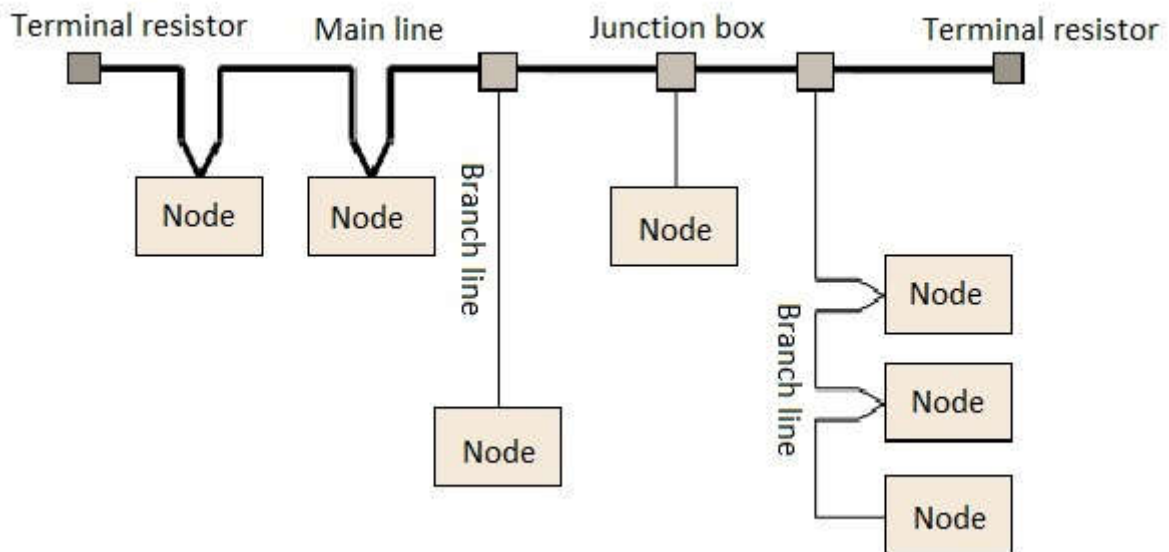 Terminal resistor
Main line
Junction box
Terminal resistor
Node
Node
Branch line
Node
Node
Branch line
Node
Node
Node